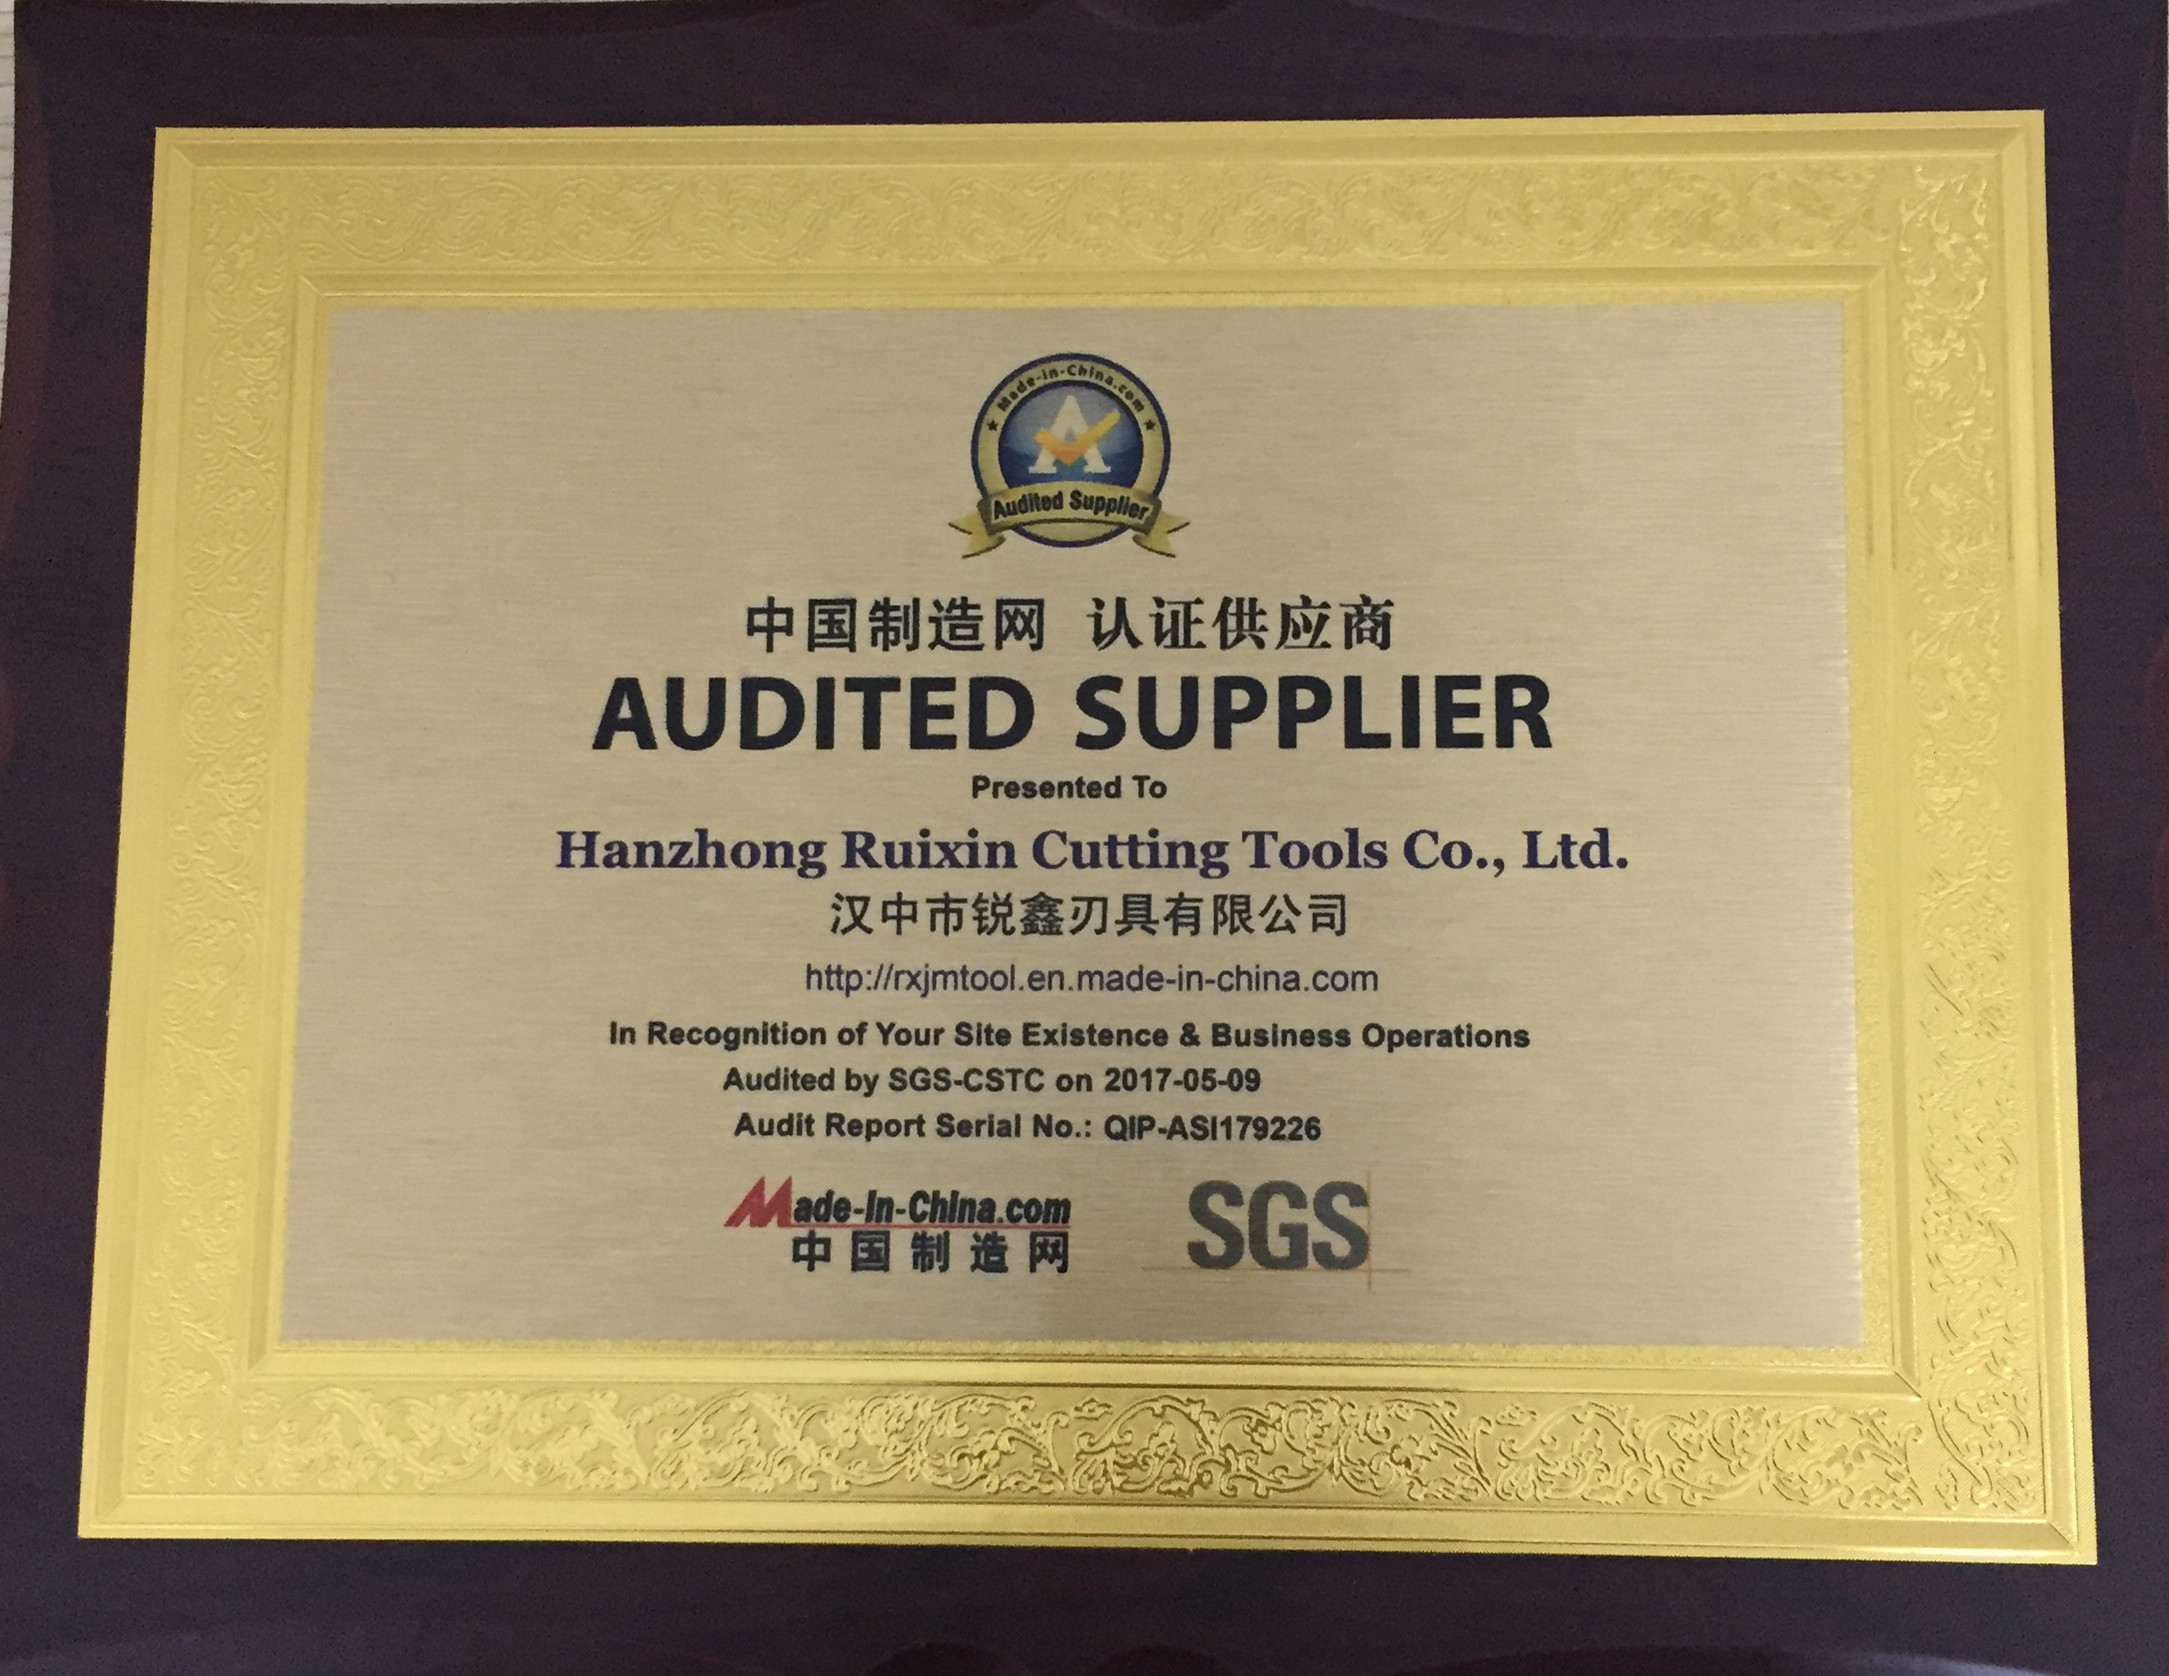 Made-in-China.com
A
Audited Supplier
中国制造网 认证供应商
AUDITED SUPPLIER
Presented To
Hanzhong Ruixin Cutting Tools Co., Ltd.
汉中市锐鑫刃具有限公司
http://rxjmtool.en.made-in-china.com
In Recognition of Your Site Existence & Business Operations
Audited by SGS-CSTC on 2017-05-09
Audit Report Serial No.: QIP-ASI179226
Made-in-China.com
中国制造网
SGS